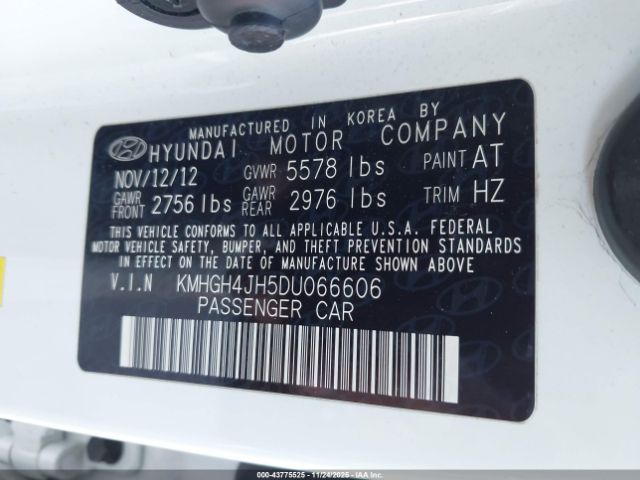 MANUFACTURED IN KOREA BY
HYUNDAI MOTOR COMPANY
NOV/12/12 GVWR 5578 lbs PAINT AT
GAWR FRONT 2756 lbs GAWR REAR 2976 lbs TRIM HZ
THIS VEHICLE CONFORMS TO ALL APPLICABLE U.S.A. FEDERAL
MOTOR VEHICLE SAFETY, BUMPER, AND THEFT PREVENTION STANDARDS
IN EFFECT ON THE DATE OF MANUFACTURE SHOWN ABOVE.
V.I.N KMHGH4JH5DU066606
PASSENGER CAR
000-43775525 - 11/24/2025 - IAA Inc.